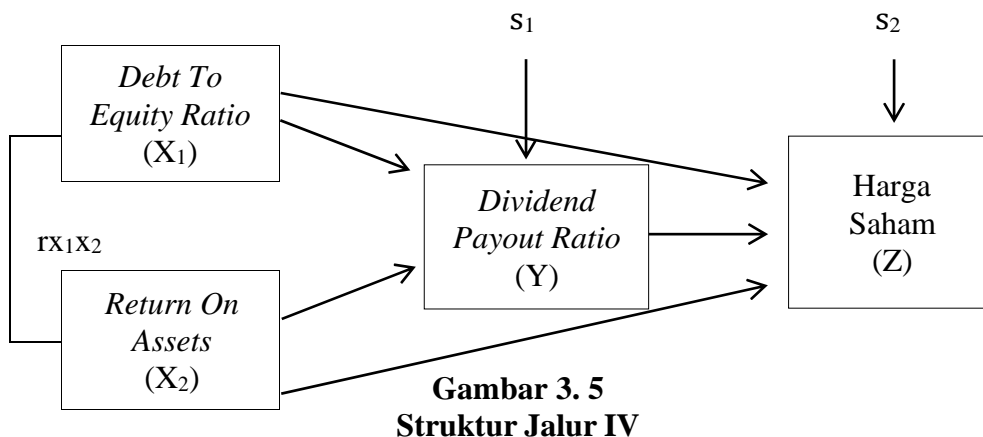 s₁
s₂
Debt To
Equity Ratio
(X₁)
Dividend
Payout Ratio
(Y)
Harga
Saham
(Z)
rx₁x₂
Return On
Assets
(X₂)
Gambar 3. 5
Struktur Jalur IV